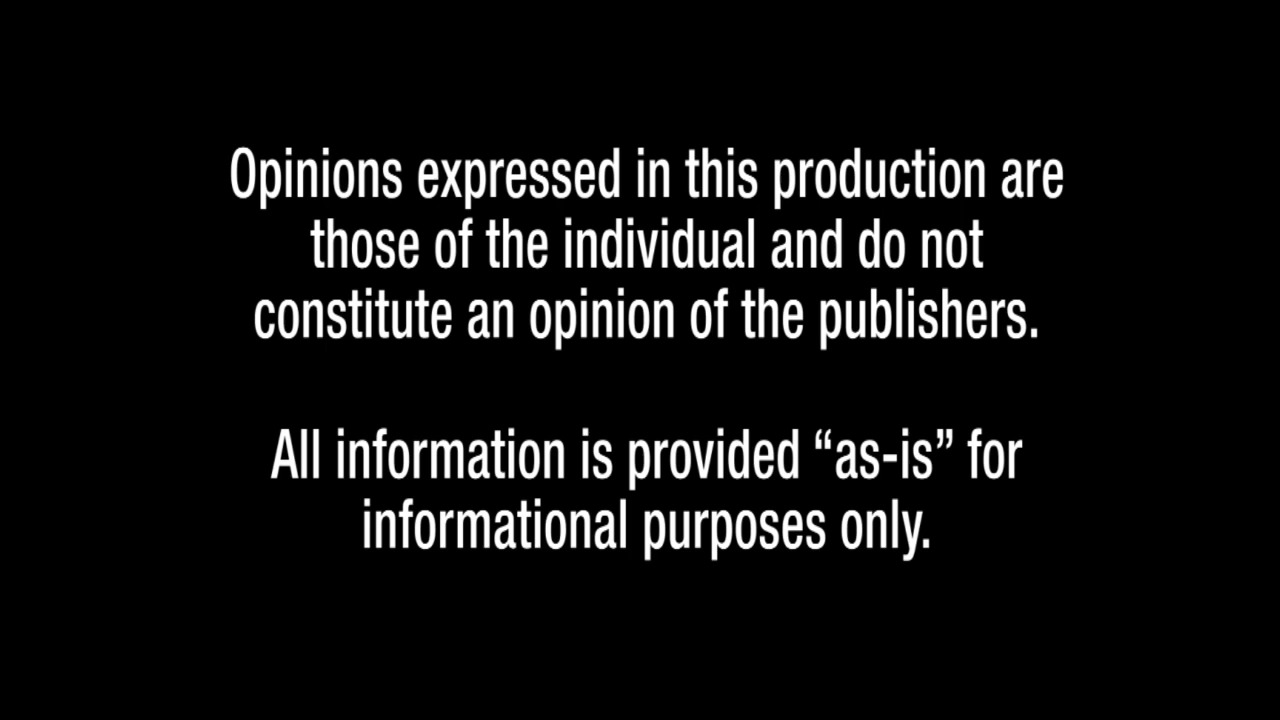 Opinions expressed in this production are
those of the individual and do not
constitute an opinion of the publishers.
All information is provided “as-is” for
informational purposes only.